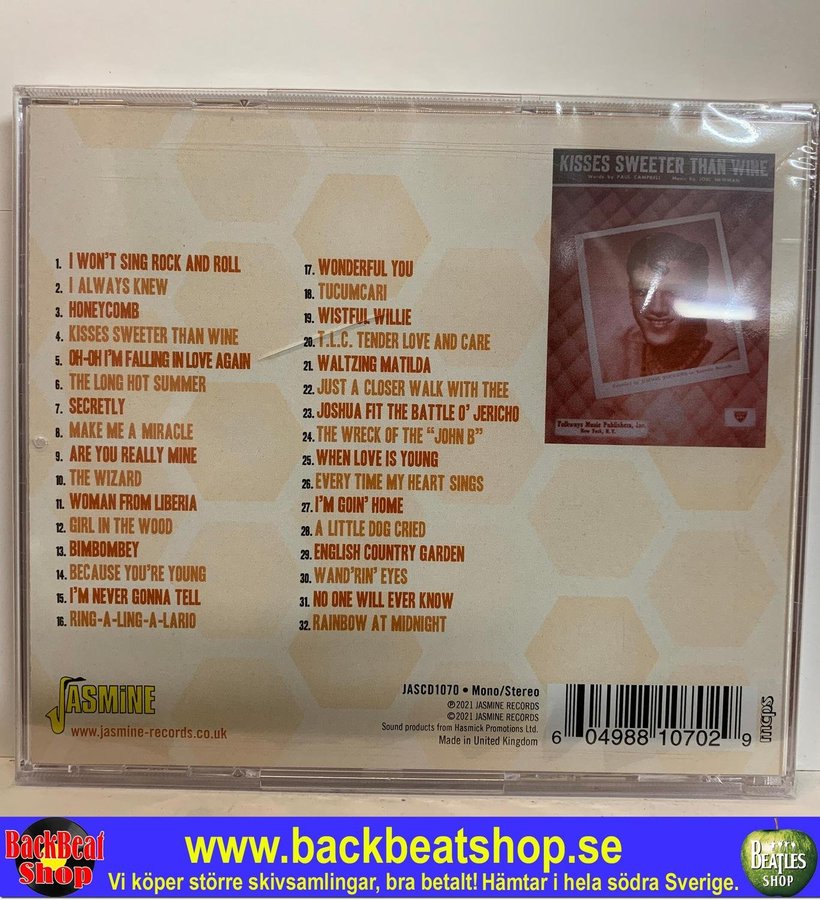 KISSES SWEETER THAN WINE
Words by PAUL CAMPBELL Music by JOEL NEWMAN
1. I WON'T SING ROCK AND ROLL
2. I ALWAYS KNEW
3. HONEYCOMB
4. KISSES SWEETER THAN WINE
5. OH-OH I'M FALLING IN LOVE AGAIN
6. THE LONG HOT SUMMER
7. SECRETLY
8. MAKE ME A MIRACLE
9. ARE YOU REALLY MINE
10. THE WIZARD
11. WOMAN FROM LIBERIA
12. GIRL IN THE WOOD
13. BIMBOMBEY
14. BECAUSE YOU'RE YOUNG
15. I'M NEVER GONNA TELL
16. RING-A-LING-A-LARIO
17. WONDERFUL YOU
18. TUCUMCARI
19. WISTFUL WILLIE
20. T.L.C. TENDER LOVE AND CARE
21. WALTZING MATILDA
22. JUST A CLOSER WALK WITH THEE
23. JOSHUA FIT THE BATTLE O' JERICHO
24. THE WRECK OF THE "JOHN B"
25. WHEN LOVE IS YOUNG
26. EVERY TIME MY HEART SINGS
27. I'M GOIN' HOME
28. A LITTLE DOG CRIED
29. ENGLISH COUNTRY GARDEN
30. WAND'RIN' EYES
31. NO ONE WILL EVER KNOW
32. RAINBOW AT MIDNIGHT
Folkways Music Publishers, Inc.
New York, N.Y.
JASMINE
www.jasmine-records.co.uk
JASCD1070 • Mono/Stereo
℗2021 JASMINE RECORDS
©2021 JASMINE RECORDS
Sound products from Hasmick Promotions Ltd.
Made in United Kingdom
6 04988 10702 9
mcps
BackBeat
Shop
www.backbeatshop.se
Vi köper större skivsamlingar, bra betalt! Hämtar i hela södra Sverige.
BEATLES
SHOP